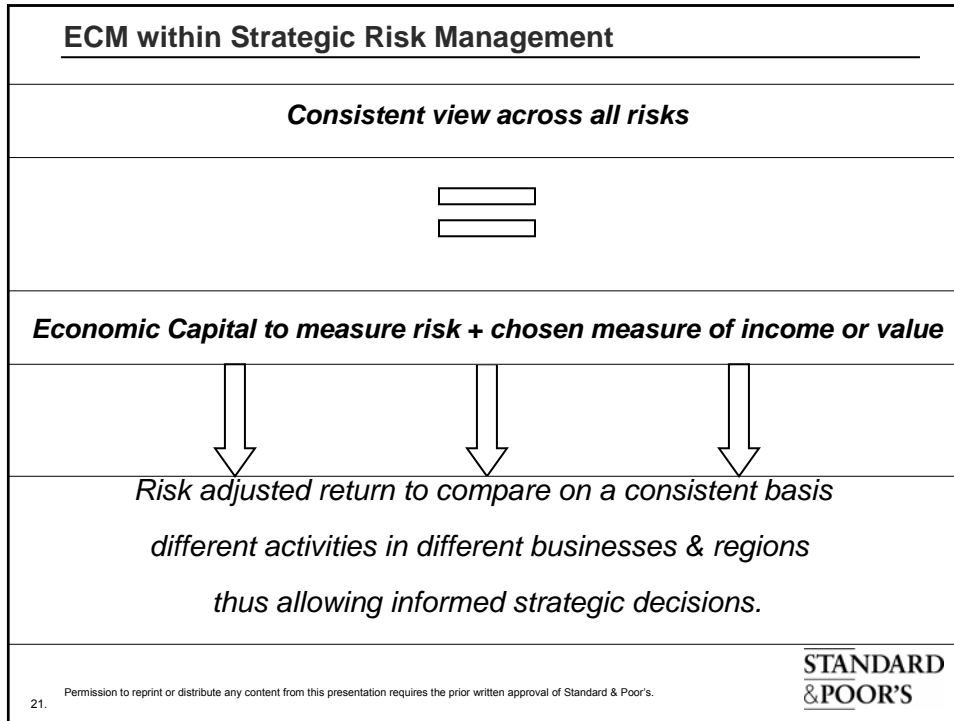 ECM within Strategic Risk Management
Consistent view across all risks
Economic Capital to measure risk + chosen measure of income or value
Risk adjusted return to compare on a consistent basis
different activities in different businesses & regions
thus allowing informed strategic decisions.
21.
Permission to reprint or distribute any content from this presentation requires the prior written approval of Standard & Poor's.
STANDARD
&POOR'S